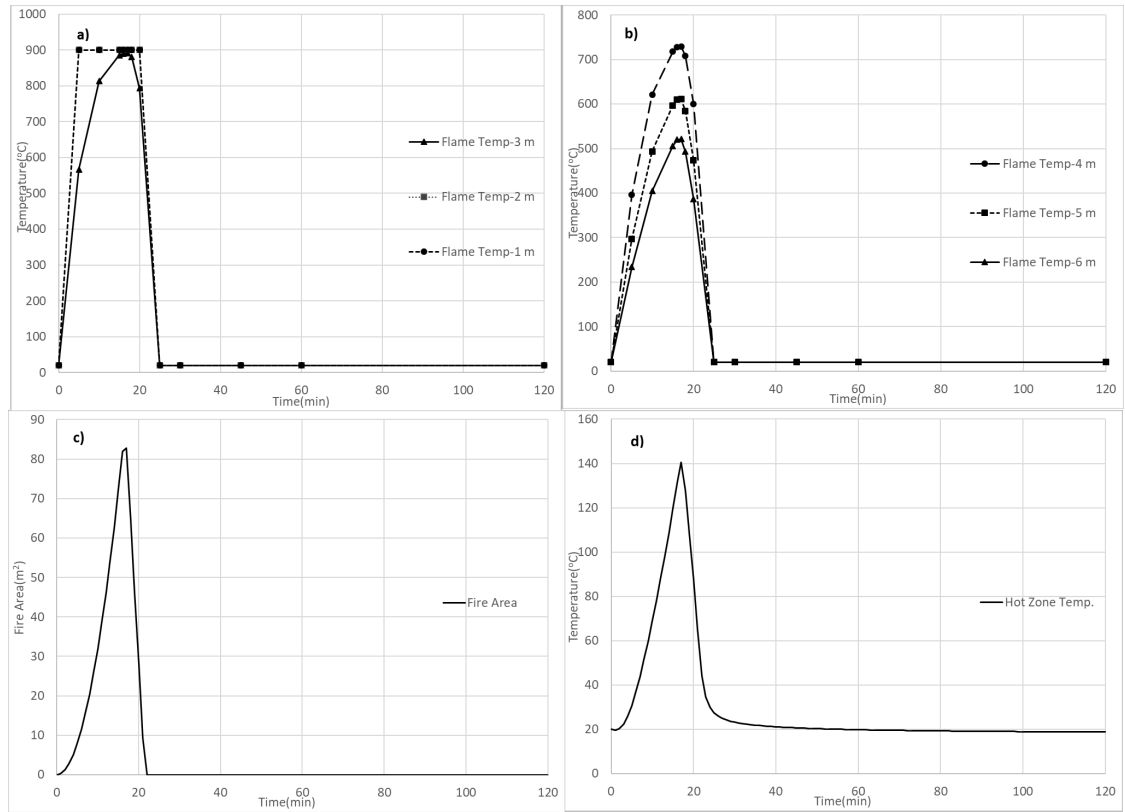 a)
1000
900
800
700
600
500
400
300
200
100
0
Temperature(°C)
Flame Temp-3 m
Flame Temp-2 m
Flame Temp-1 m
0 20 40 60 80 100 120
Time(min)
b)
800
700
600
500
400
300
200
100
0
Temperature(°C)
Flame Temp-4 m
Flame Temp-5 m
Flame Temp-6 m
0 20 40 60 80 100 120
Time(min)
c)
90
80
70
60
50
40
30
20
10
0
Fire Area(m²)
Fire Area
0 20 40 60 80 100 120
Time(min)
d)
160
140
120
100
80
60
40
20
0
Temperature(°C)
Hot Zone Temp.
0 20 40 60 80 100 120
Time(min)